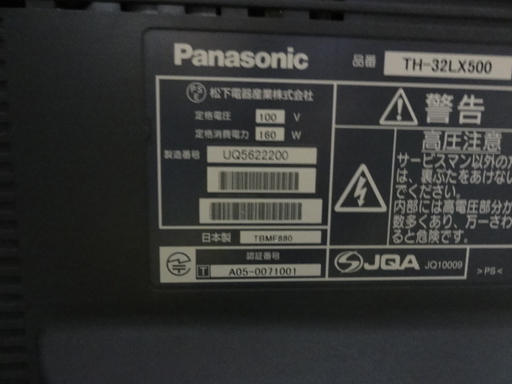 Panasonic 品番 TH-32LX500
PSE 松下電器産業株式会社
定格電圧 100 V
定格消費電力 160 W
製造番号 UQ5622200
日本製 TBMF880
認証番号
T A05-0071001
警告
高圧注意
サービスマン以外の方
は、裏ぶたをあけない
でください。
内部には高電圧部分か
数多くあり、万一さわ
ると危険です。
JQA JQ10009 >PS<